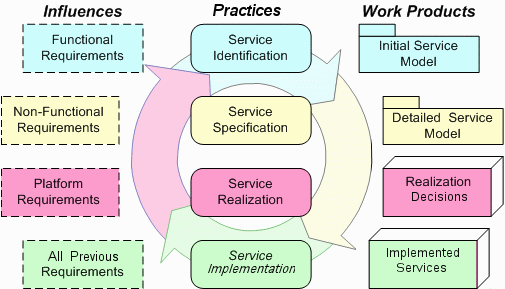 Influences Practices Work Products
Functional
Requirements
Service
Identification
Initial Service
Model
Non-Functional
Requirements
Service
Specification
Detailed Service
Model
Platform
Requirements
Service
Realization
Realization
Decisions
All Previous
Requirements
Service
Implementation
Implemented
Services